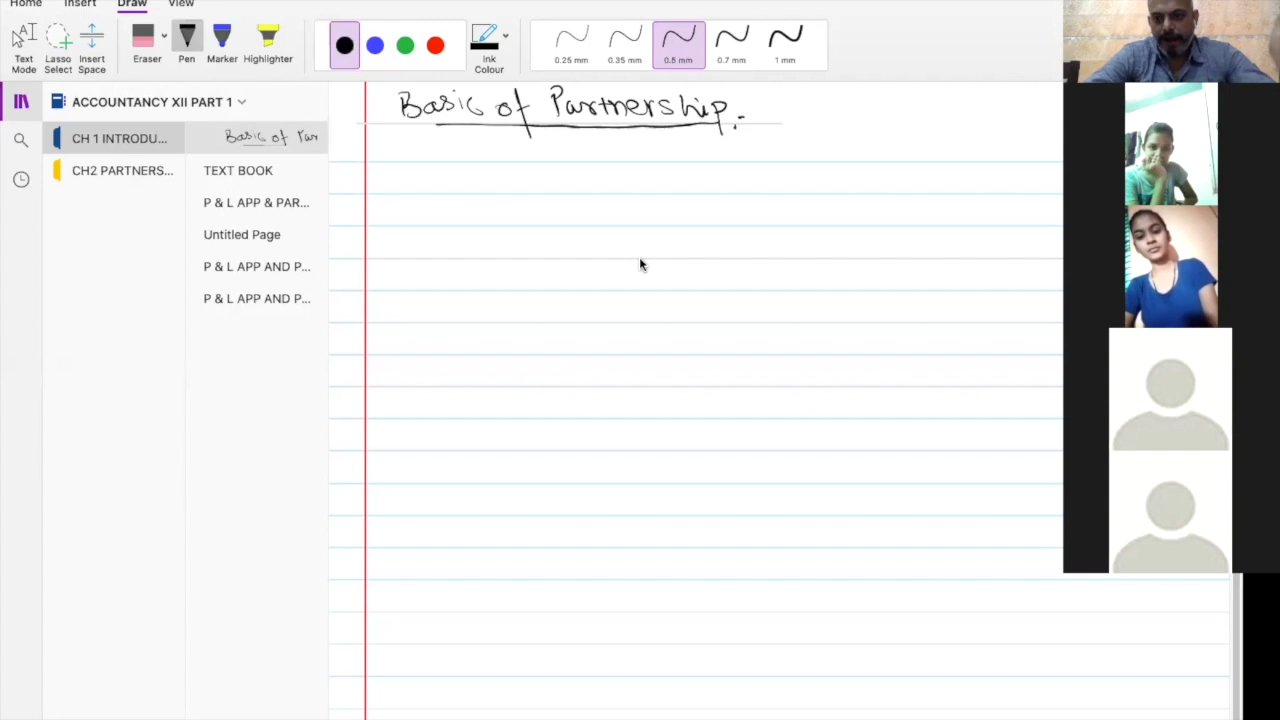 Home Insert Draw View
Text Mode
Lasso Select
Insert Space
Eraser
Pen
Marker
Highlighter
Ink Colour
0.25 mm
0.35 mm
0.5 mm
0.7 mm
1 mm
ACCOUNTANCY XII PART 1
CH 1 INTRODU...
CH2 PARTNERS...
Basic of Par
TEXT BOOK
P & L APP & PAR...
Untitled Page
P & L APP AND P...
P & L APP AND P...
Basic of Partnership:-